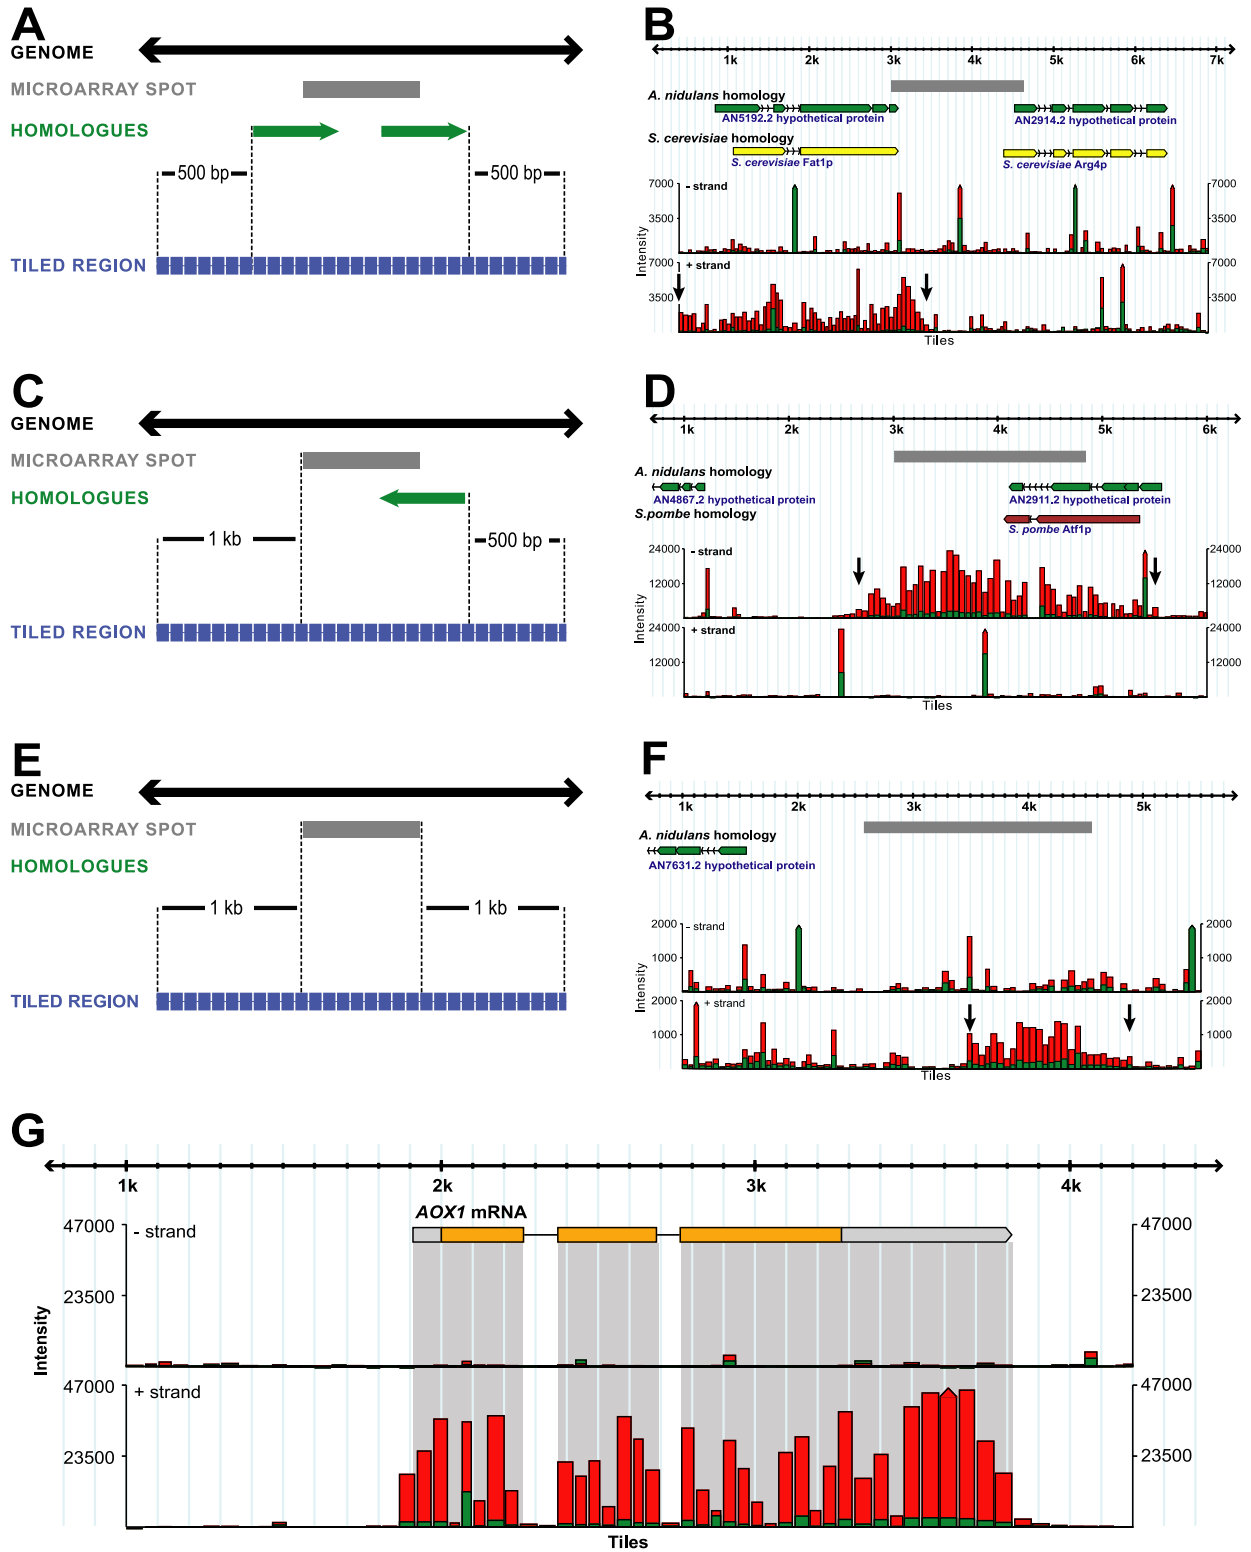 A
GENOME
MICROARRAY SPOT
HOMOLOGUES
500 bp 500 bp
TILED REGION
B
1k 2k 3k 4k 5k 6k 7k
A. nidulans homology
AN5192.2 hypothetical protein AN2914.2 hypothetical protein
S. cerevisiae homology
S. cerevisiae Fat1p S. cerevisiae Arg4p
7000 - strand 7000
3500 3500
Intensity
7000 + strand 7000
3500 3500
Tiles
C
GENOME
MICROARRAY SPOT
HOMOLOGUES
1 kb 500 bp
TILED REGION
D
1k 2k 3k 4k 5k 6k
A. nidulans homology
AN4867.2 hypothetical protein AN2911.2 hypothetical protein
S.pombe homology
S. pombe Atf1p
24000 - strand 24000
12000 12000
Intensity
24000 + strand 24000
12000 12000
Tiles
E
GENOME
MICROARRAY SPOT
HOMOLOGUES
1 kb 1 kb
TILED REGION
F
1k 2k 3k 4k 5k
A. nidulans homology
AN7631.2 hypothetical protein
2000 - strand 2000
1000 1000
Intensity
2000 + strand 2000
1000 1000
Tiles
G
1k 2k 3k 4k
AOX1 mRNA
47000 - strand 47000
23500 23500
Intensity
47000 + strand 47000
23500 23500
Tiles